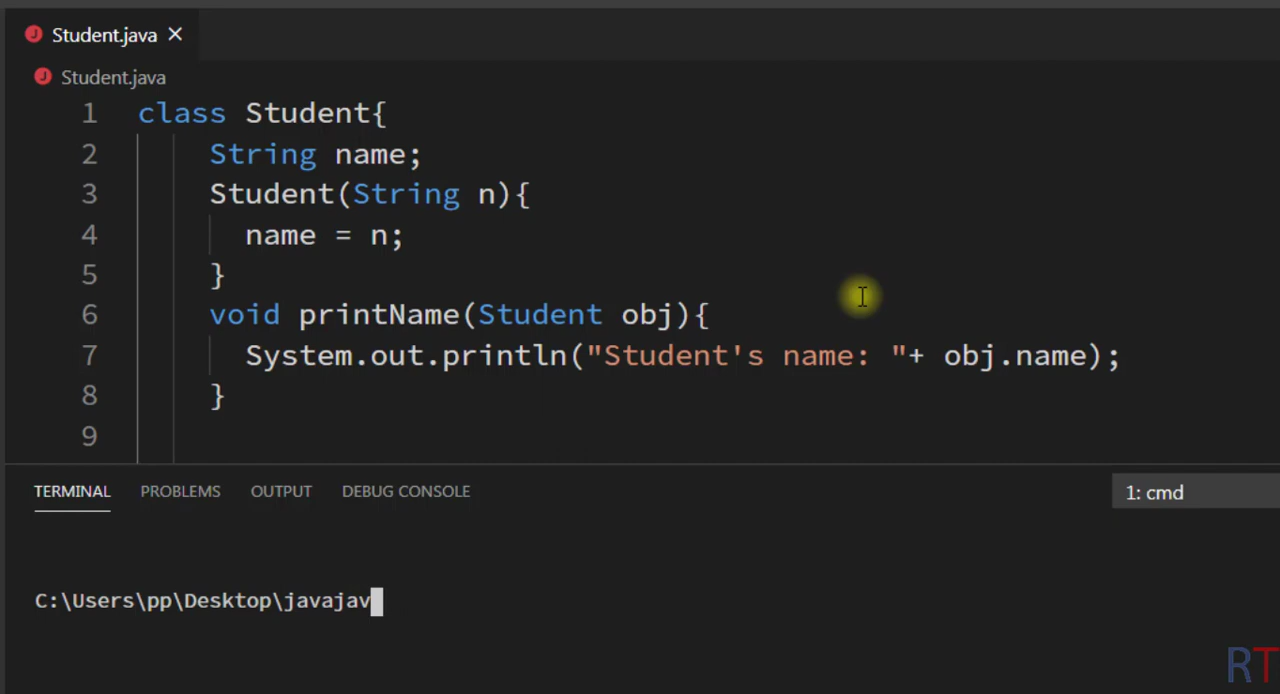 Student.java
Student.java
1 class Student{
2 String name;
3 Student(String n){
4 name = n;
5 }
6 void printName(Student obj){
7 System.out.println("Student's name: "+ obj.name);
8 }
9
TERMINAL PROBLEMS OUTPUT DEBUG CONSOLE 1: cmd
C:\Users\pp\Desktop\javajav
RT